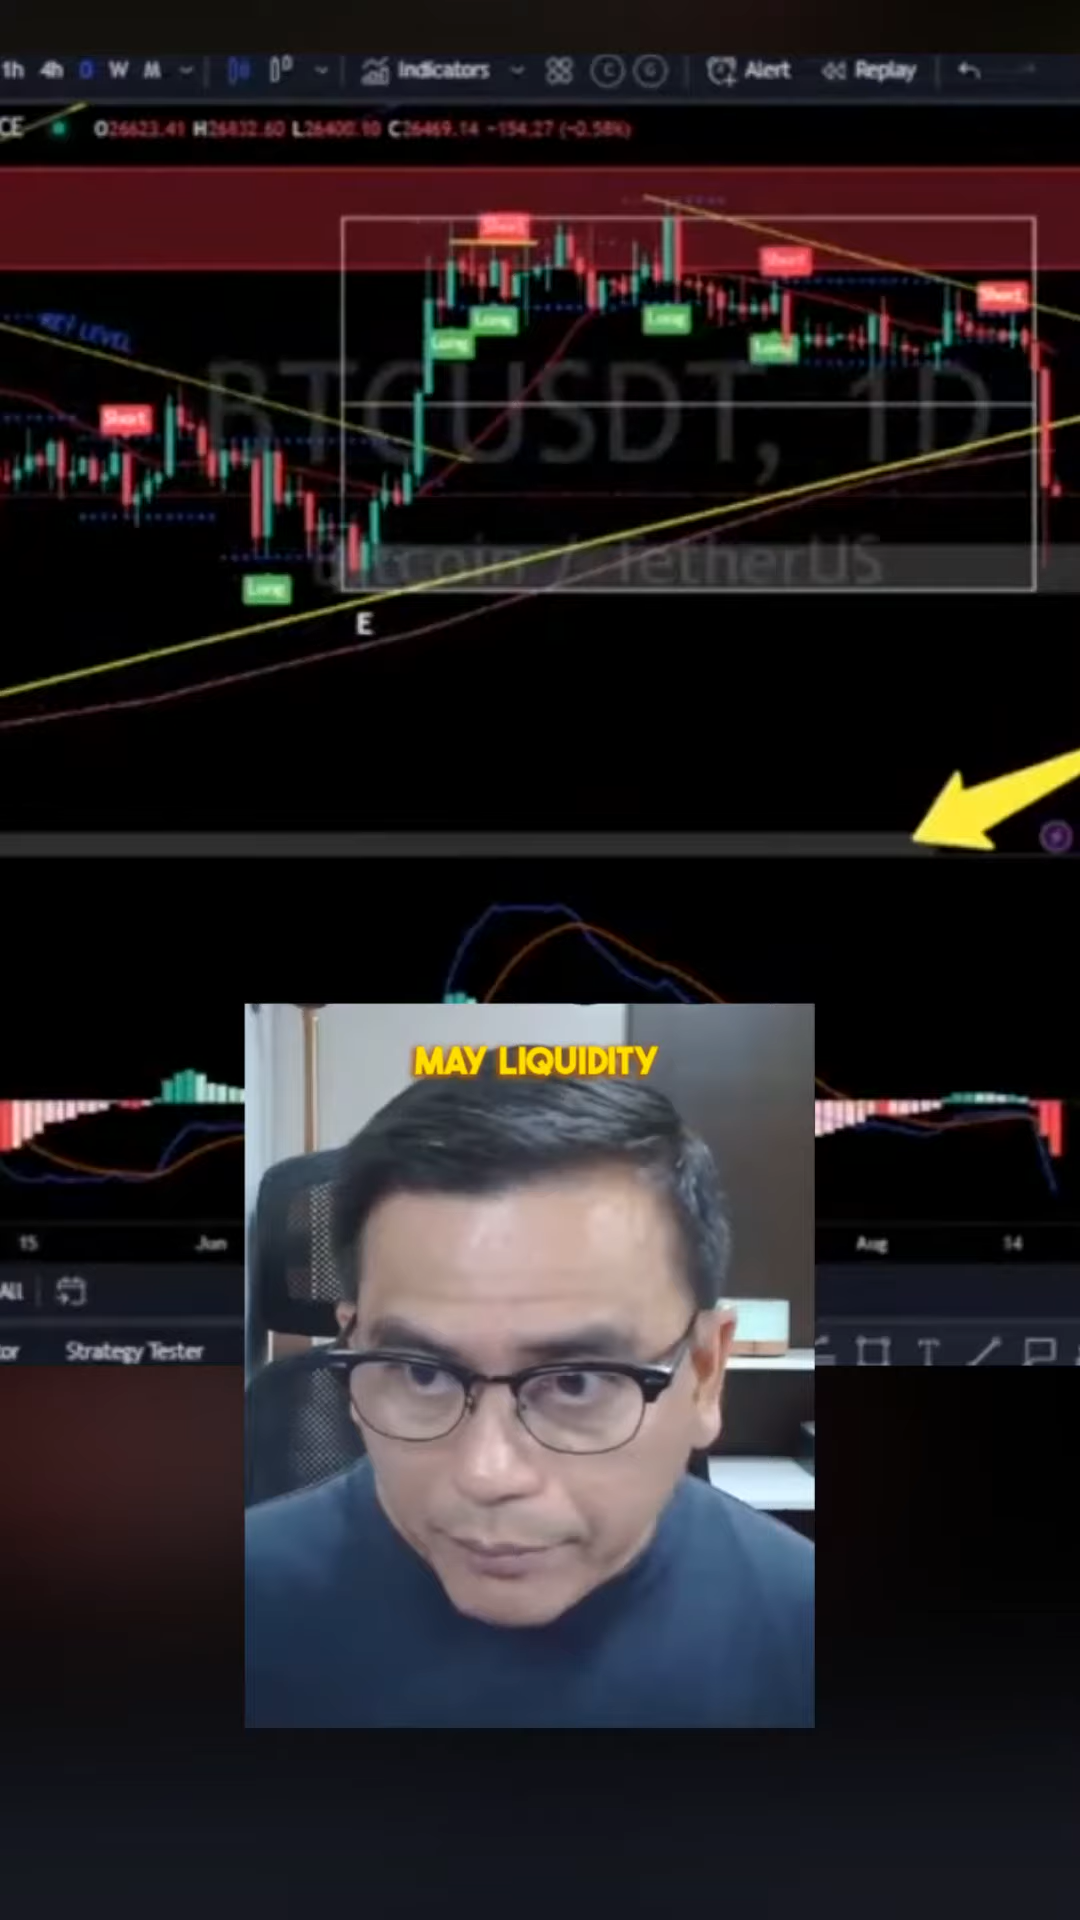 1h 4h D W M Indicators Alert Replay
CE O26623.41 H26832.60 L26400.10 C26469.14 -154.27 (-0.58%)
Short
Short
Short
Long
Long
KEY LEVEL
Long
Long
BTCUSDT, 1D
Short
Bitcoin / TetherUS
Long
E
MAY LIQUIDITY
15 Jun Aug 14
All
tor Strategy Tester
T